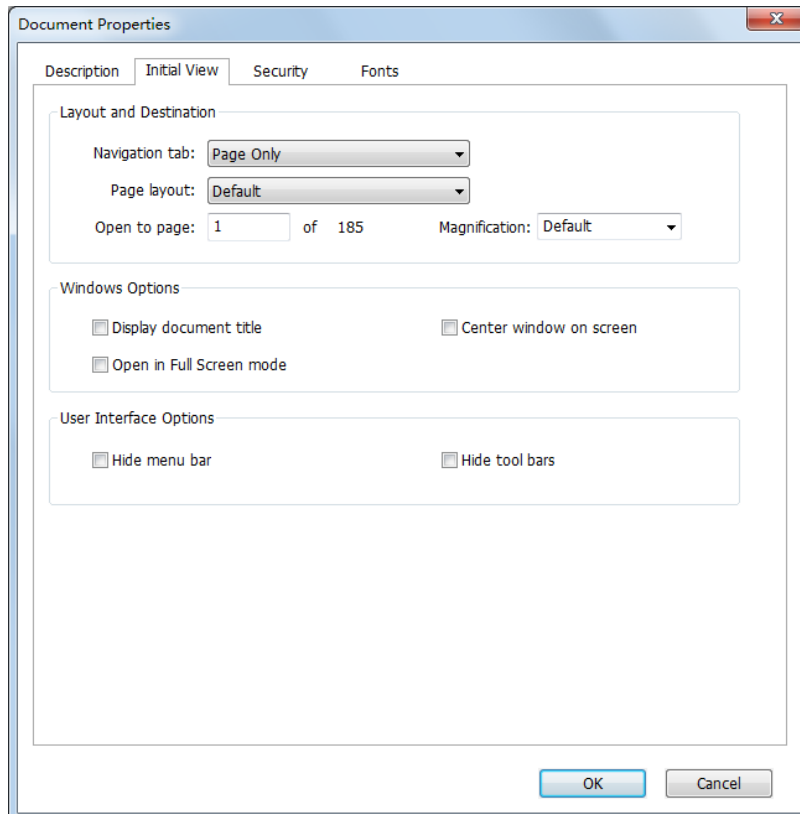 Document Properties
Description Initial View Security Fonts
Layout and Destination
Navigation tab: Page Only
Page layout: Default
Open to page: 1 of 185 Magnification: Default
Windows Options
Display document title Center window on screen
Open in Full Screen mode
User Interface Options
Hide menu bar Hide tool bars
OK Cancel